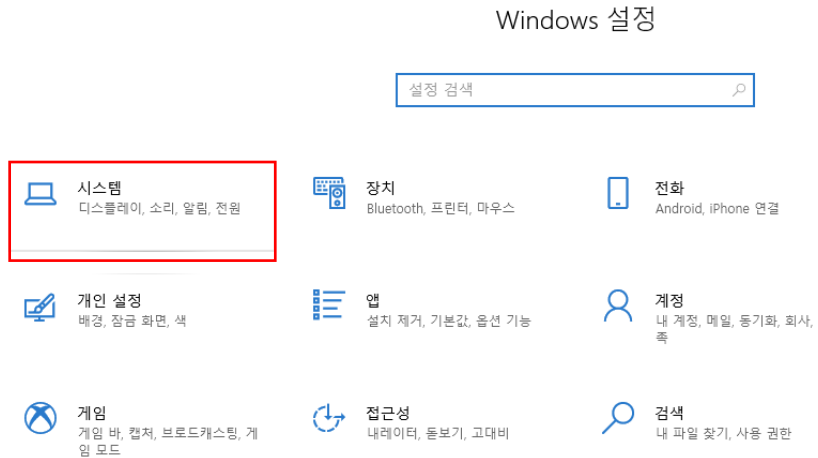 Windows 설정
설정 검색
시스템
디스플레이, 소리, 알림, 전원
장치
Bluetooth, 프린터, 마우스
전화
Android, iPhone 연결
개인 설정
배경, 잠금 화면, 색
앱
설치 제거, 기본값, 옵션 기능
계정
내 계정, 메일, 동기화, 회사,
족
게임
게임 바, 캡처, 브로드캐스팅, 게
임 모드
접근성
내레이터, 돋보기, 고대비
검색
내 파일 찾기, 사용 권한